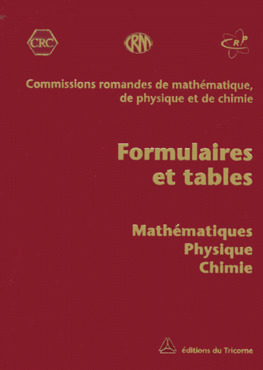 CRC CRM CRP
Commissions romandes de mathématique,
de physique et de chimie
Formulaires
et tables
Mathématiques
Physique
Chimie
éditions du Tricorne